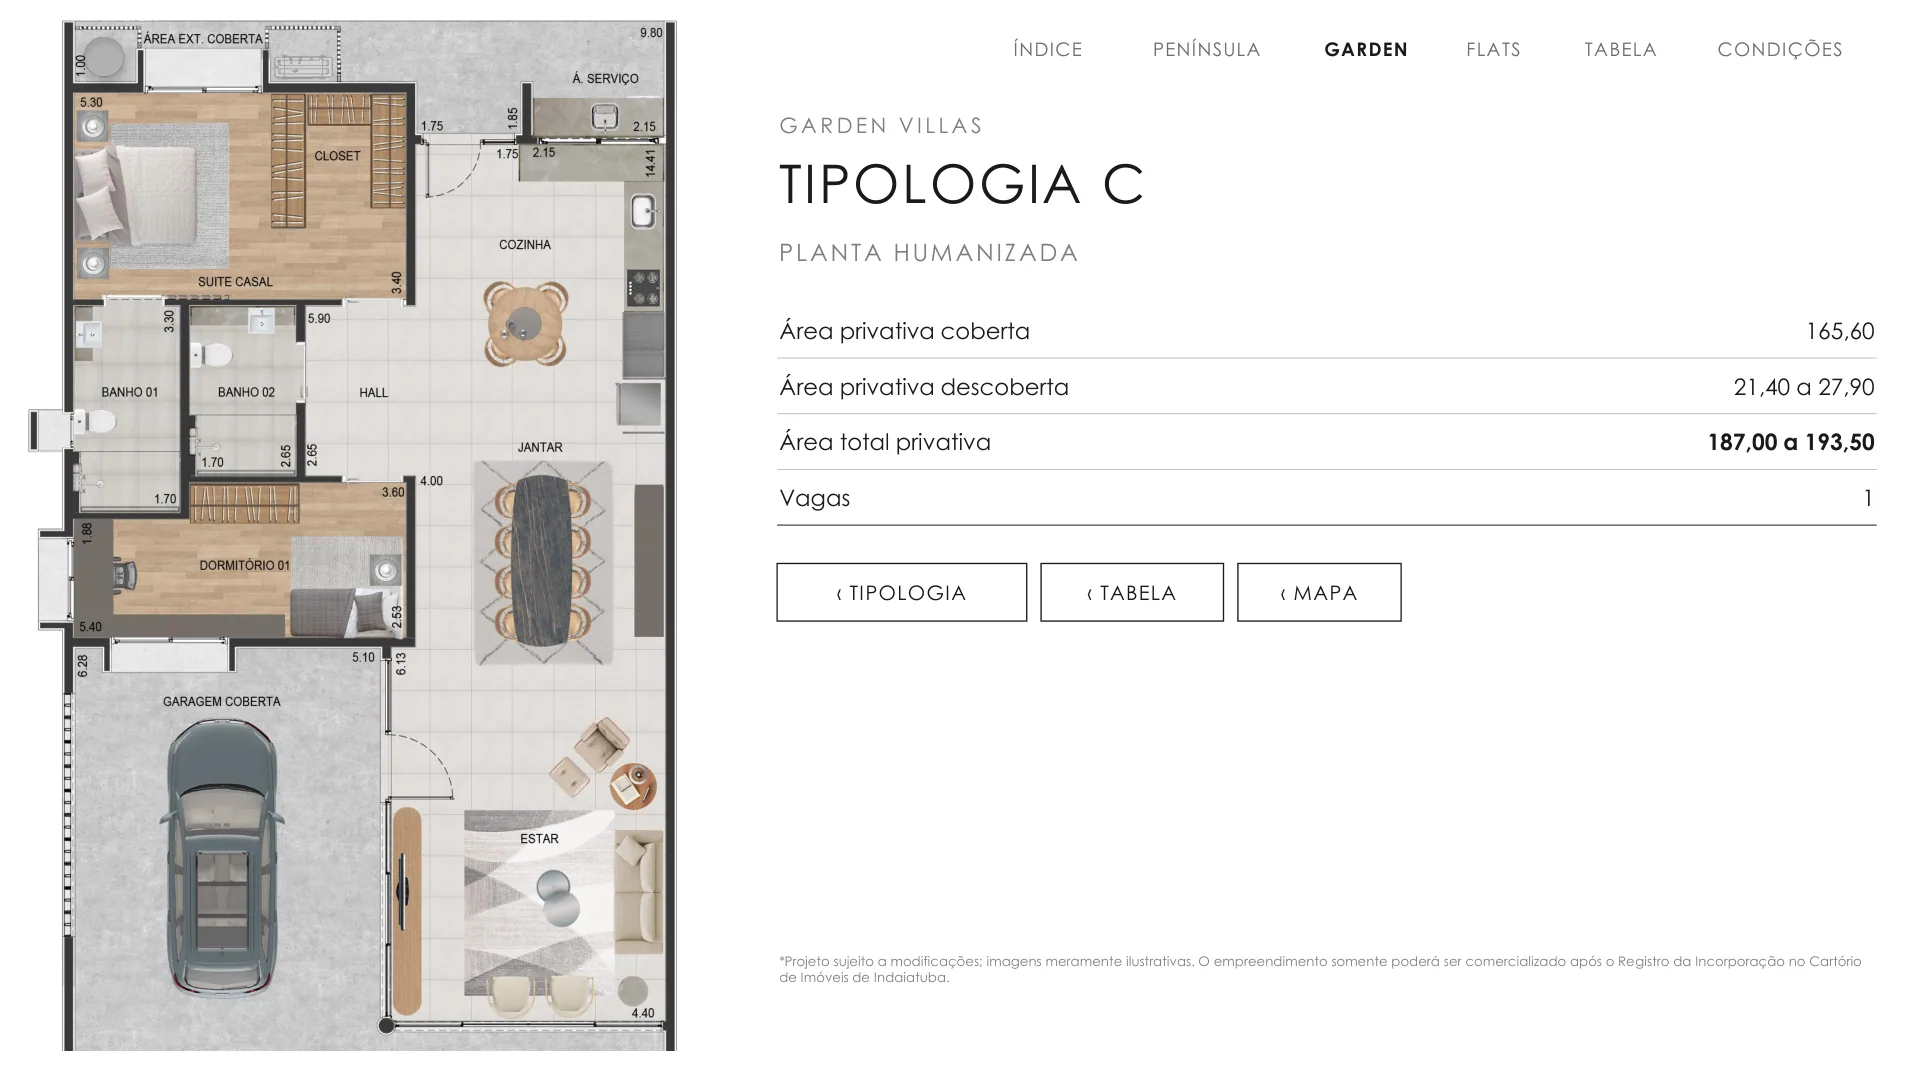 ÁREA EXT. COBERTA
9.80
1.00
Á. SERVIÇO
5.30
1.75
1.85
2.15
CLOSET
1.75
2.15
14.41
COZINHA
SUITE CASAL
3.40
3.30
5.90
BANHO 01
BANHO 02
HALL
JANTAR
1.70
2.65
2.65
1.70
3.60
4.00
1.88
DORMITÓRIO 01
2.53
5.40
6.28
5.10
6.13
GARAGEM COBERTA
ESTAR
4.40
ÍNDICE PENÍNSULA GARDEN FLATS TABELA CONDIÇÕES
GARDEN VILLAS
TIPOLOGIA C
PLANTA HUMANIZADA
Área privativa coberta 165,60
Área privativa descoberta 21,40 a 27,90
Área total privativa 187,00 a 193,50
Vagas 1
‹ TIPOLOGIA ‹ TABELA ‹ MAPA
*Projeto sujeito a modificações; imagens meramente ilustrativas. O empreendimento somente poderá ser comercializado após o Registro da Incorporação no Cartório
de Imóveis de Indaiatuba.